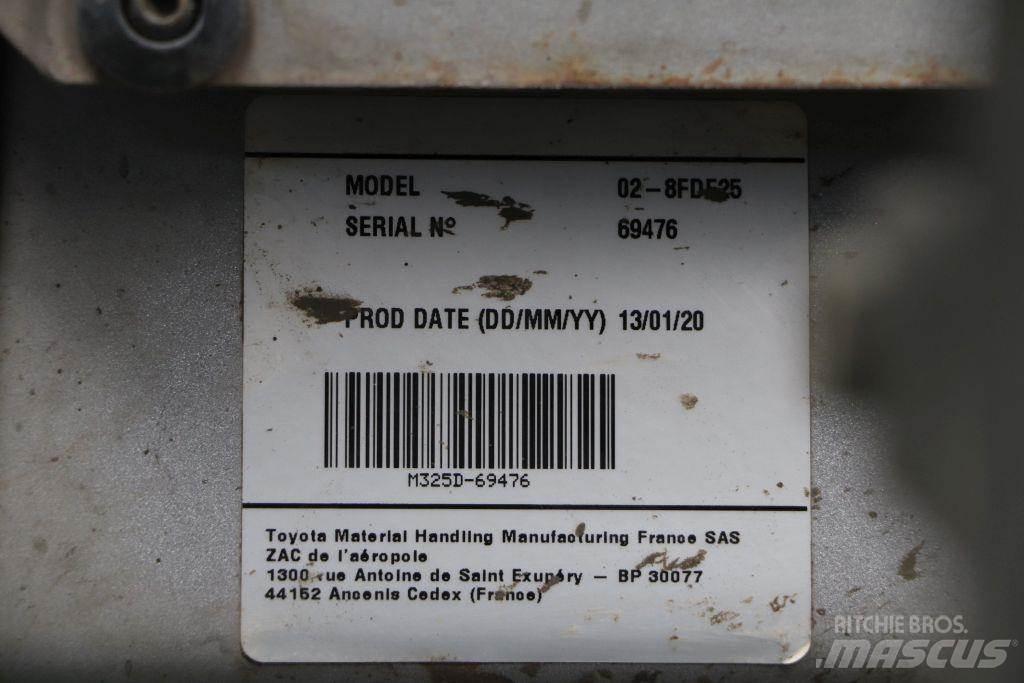 MODEL 02-8FDF25
SERIAL Nº 69476
PROD DATE (DD/MM/YY) 13/01/20
M325D-69476
Toyota Material Handling Manufacturing France SAS
ZAC de l'aéropole
1300 rue Antoine de Saint Exupéry – BP 30077
44152 Ancenis Cedex (France)
RITCHIE BROS.
MASCUS